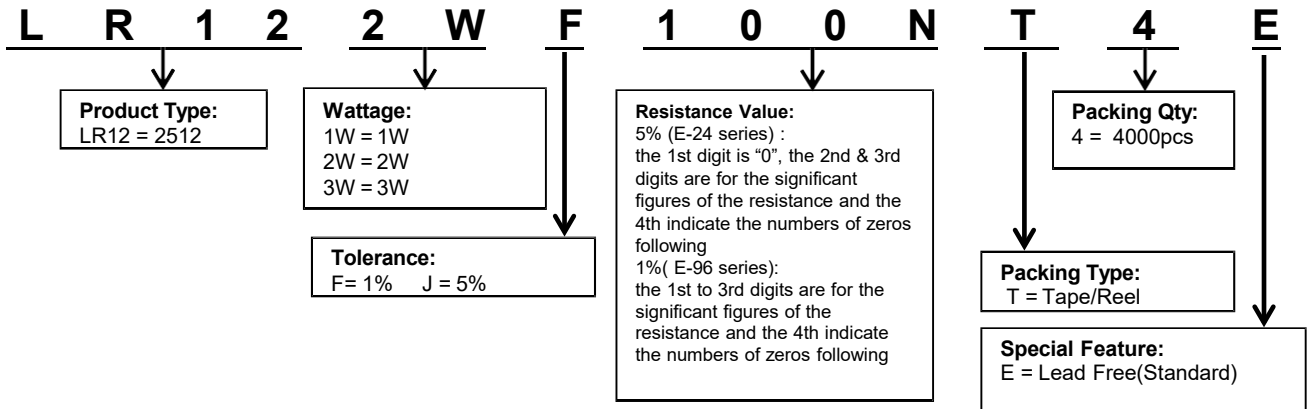 L R 1 2 2 W F 1 0 0 N T 4 E
Product Type:
LR12 = 2512
Wattage:
1W = 1W
2W = 2W
3W = 3W
Tolerance:
F= 1% J = 5%
Resistance Value:
5% (E-24 series) :
the 1st digit is “0”, the 2nd & 3rd
digits are for the significant
figures of the resistance and the
4th indicate the numbers of zeros
following
1%( E-96 series):
the 1st to 3rd digits are for the
significant figures of the
resistance and the 4th indicate
the numbers of zeros following
Packing Qty:
4 = 4000pcs
Packing Type:
T = Tape/Reel
Special Feature:
E = Lead Free(Standard)